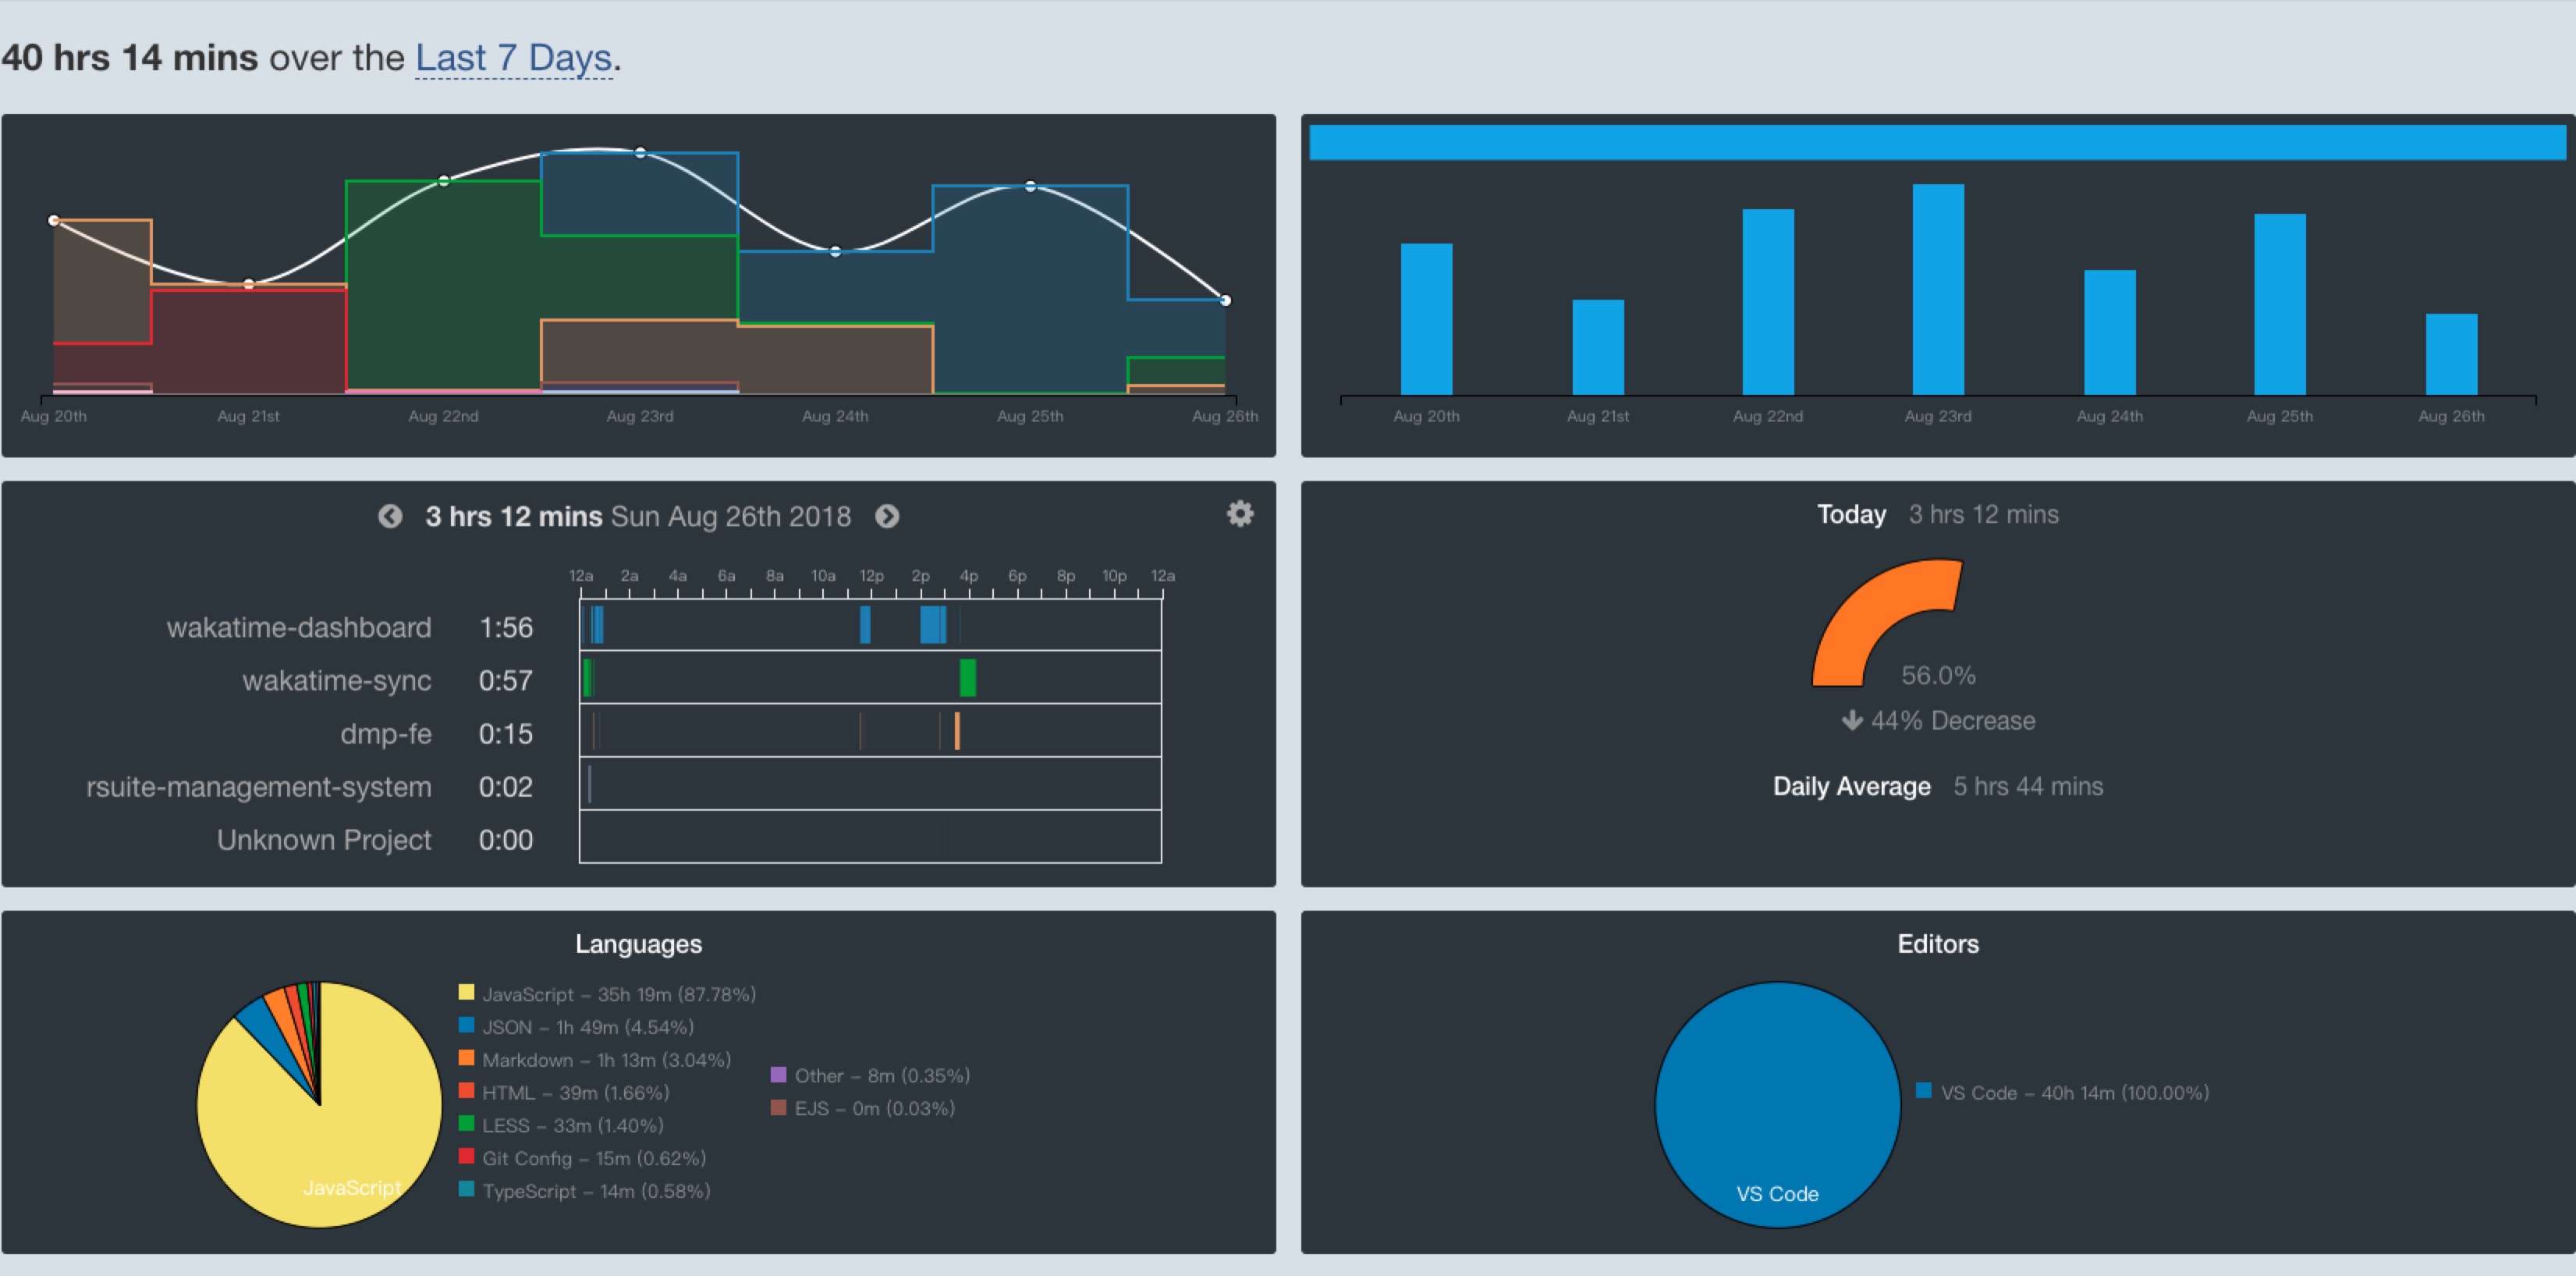 40 hrs 14 mins over the Last 7 Days.
Aug 20th Aug 21st Aug 22nd Aug 23rd Aug 24th Aug 25th Aug 26th
Aug 20th Aug 21st Aug 22nd Aug 23rd Aug 24th Aug 25th Aug 26th
3 hrs 12 mins Sun Aug 26th 2018
12a 2a 4a 6a 8a 10a 12p 2p 4p 6p 8p 10p 12a
wakatime-dashboard 1:56
wakatime-sync 0:57
dmp-fe 0:15
rsuite-management-system 0:02
Unknown Project 0:00
Today 3 hrs 12 mins
56.0%
44% Decrease
Daily Average 5 hrs 44 mins
Languages
JavaScript – 35h 19m (87.78%)
JSON – 1h 49m (4.54%)
Markdown – 1h 13m (3.04%)
HTML – 39m (1.66%)
LESS – 33m (1.40%)
Git Config – 15m (0.62%)
TypeScript – 14m (0.58%)
Other – 8m (0.35%)
EJS – 0m (0.03%)
JavaScript
Editors
VS Code – 40h 14m (100.00%)
VS Code